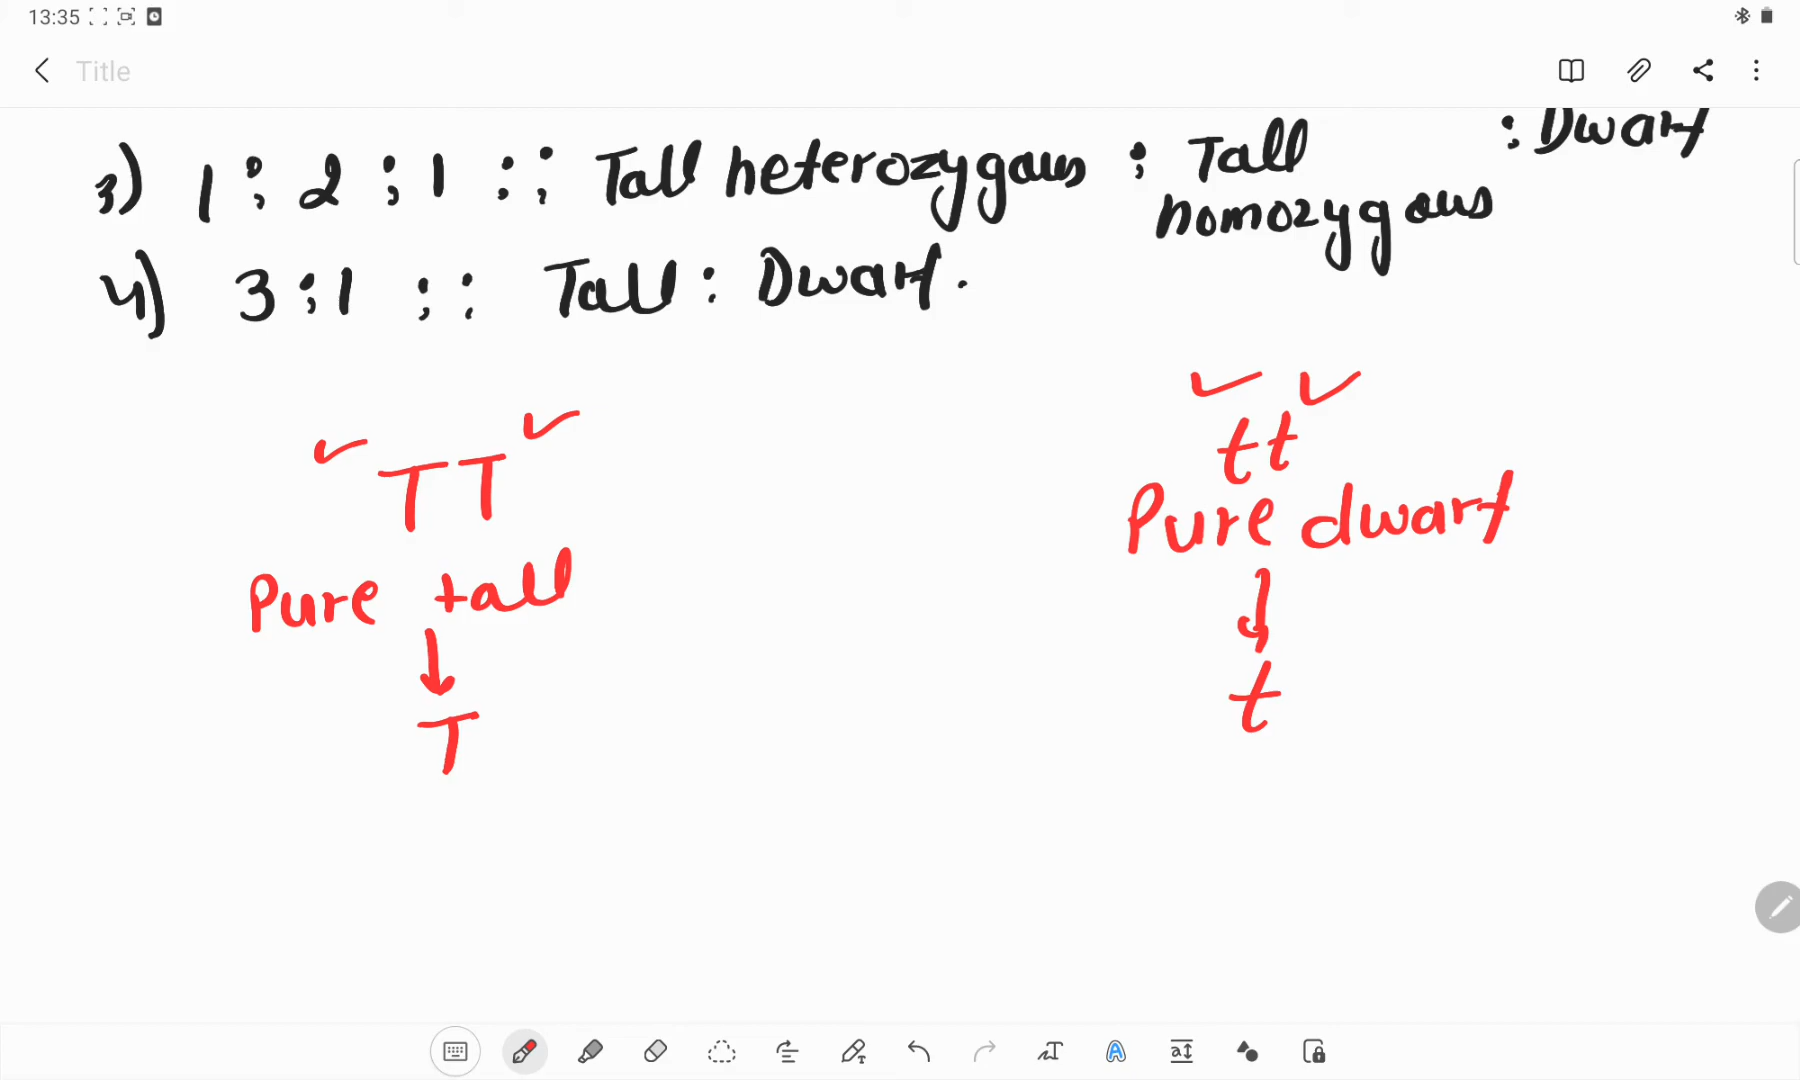 13:35
Title
3) 1 : 2 : 1 :: Tall heterozygous : Tall homozygous : Dwarf
4) 3 : 1 :: Tall : Dwarf.
TT
Pure tall
T
tt
Pure dwarf
t